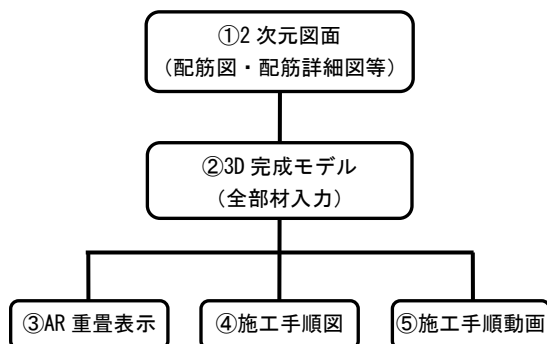 ①2 次元図面
(配筋図・配筋詳細図等)
②3D 完成モデル
(全部材入力)
③AR 重畳表示
④施工手順図
⑤施工手順動画